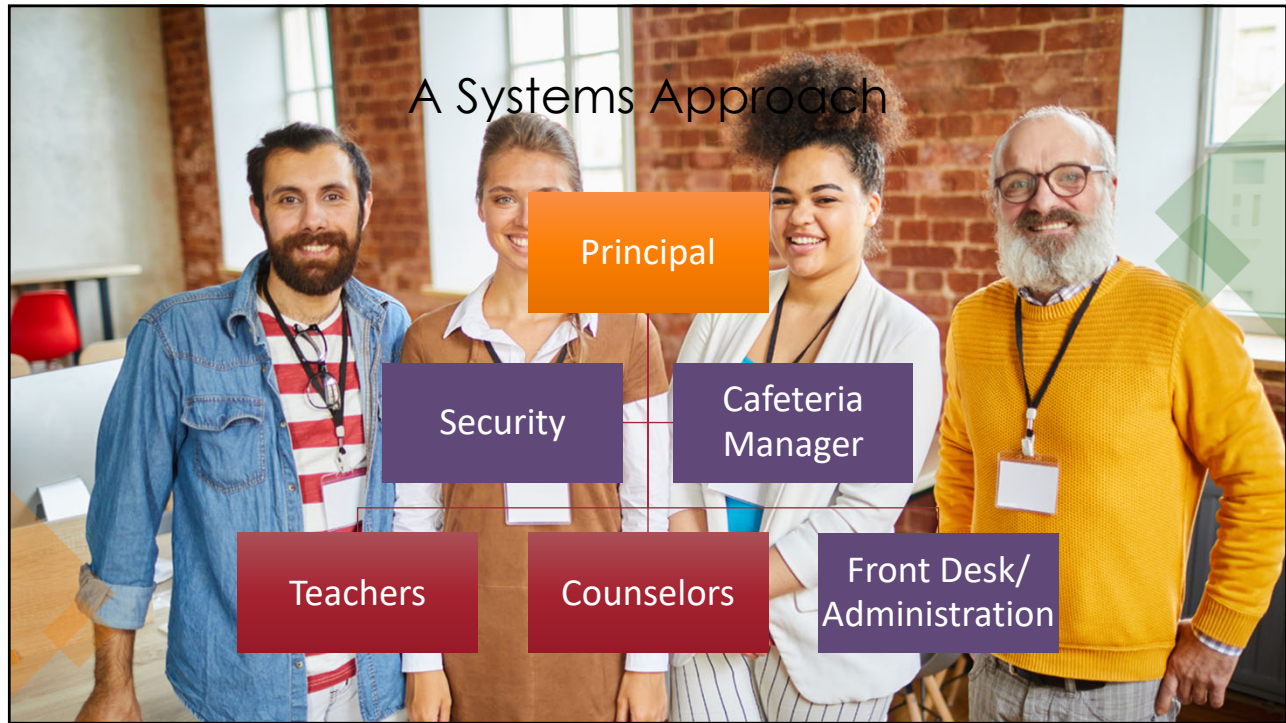 A Systems Approach
Principal
Security
Cafeteria
Manager
Teachers
Counselors
Front Desk/
Administration